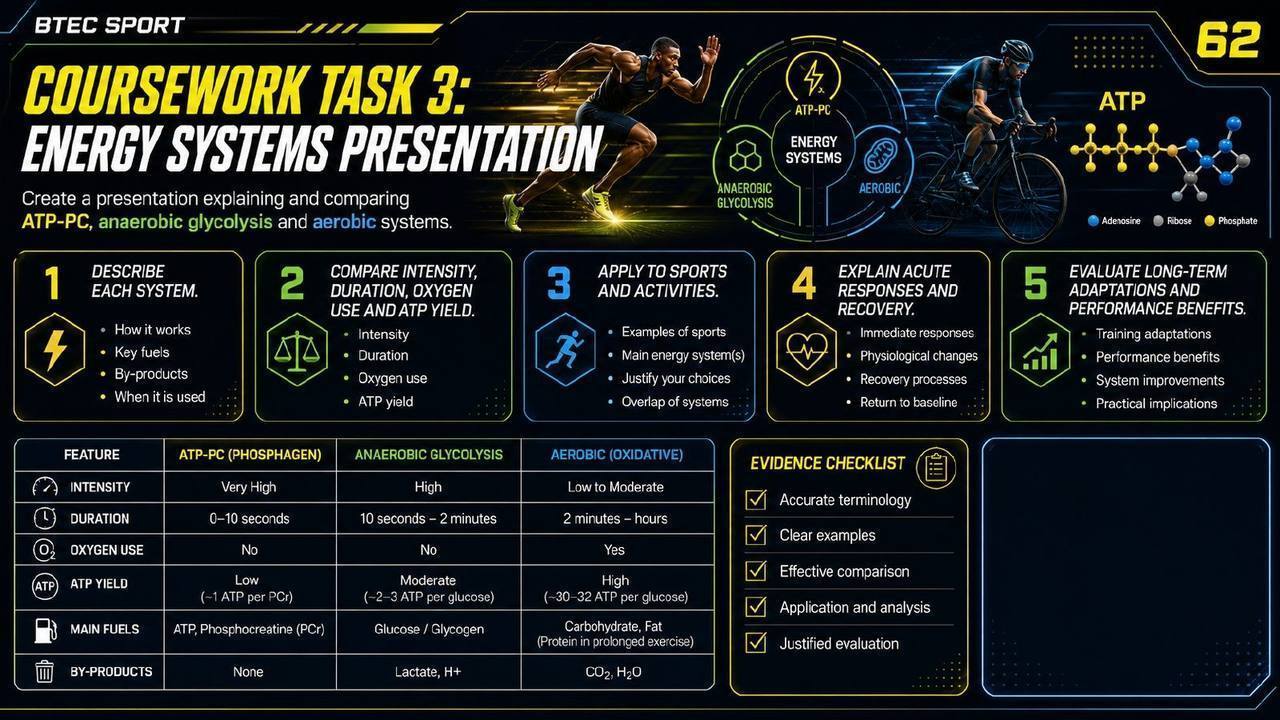 BTEC SPORT
62
COURSEWORK TASK 3:
ENERGY SYSTEMS PRESENTATION
Create a presentation explaining and comparing
ATP-PC, anaerobic glycolysis and aerobic systems.
ATP-PC
ENERGY
SYSTEMS
ANAEROBIC
GLYCOLYSIS
AEROBIC
ATP
Adenosine
Ribose
Phosphate
1
DESCRIBE
EACH SYSTEM.
• How it works
• Key fuels
• By-products
• When it is used
2
COMPARE INTENSITY,
DURATION, OXYGEN
USE AND ATP YIELD.
• Intensity
• Duration
• Oxygen use
• ATP yield
3
APPLY TO SPORTS
AND ACTIVITIES.
• Examples of sports
• Main energy system(s)
• Justify your choices
• Overlap of systems
4
EXPLAIN ACUTE
RESPONSES AND
RECOVERY.
• Immediate responses
• Physiological changes
• Recovery processes
• Return to baseline
5
EVALUATE LONG-TERM
ADAPTATIONS AND
PERFORMANCE BENEFITS.
• Training adaptations
• Performance benefits
• System improvements
• Practical implications
FEATURE ATP-PC (PHOSPHAGEN) ANAEROBIC GLYCOLYSIS AEROBIC (OXIDATIVE)
INTENSITY Very High High Low to Moderate
DURATION 0–10 seconds 10 seconds – 2 minutes 2 minutes – hours
O₂ OXYGEN USE No No Yes
ATP ATP YIELD Low Moderate High
(~1 ATP per PCr) (~2–3 ATP per glucose) (~30–32 ATP per glucose)
MAIN FUELS ATP, Phosphocreatine (PCr) Glucose / Glycogen Carbohydrate, Fat
(Protein in prolonged exercise)
BY-PRODUCTS None Lactate, H+ CO₂, H₂O
EVIDENCE CHECKLIST
Accurate terminology
Clear examples
Effective comparison
Application and analysis
Justified evaluation